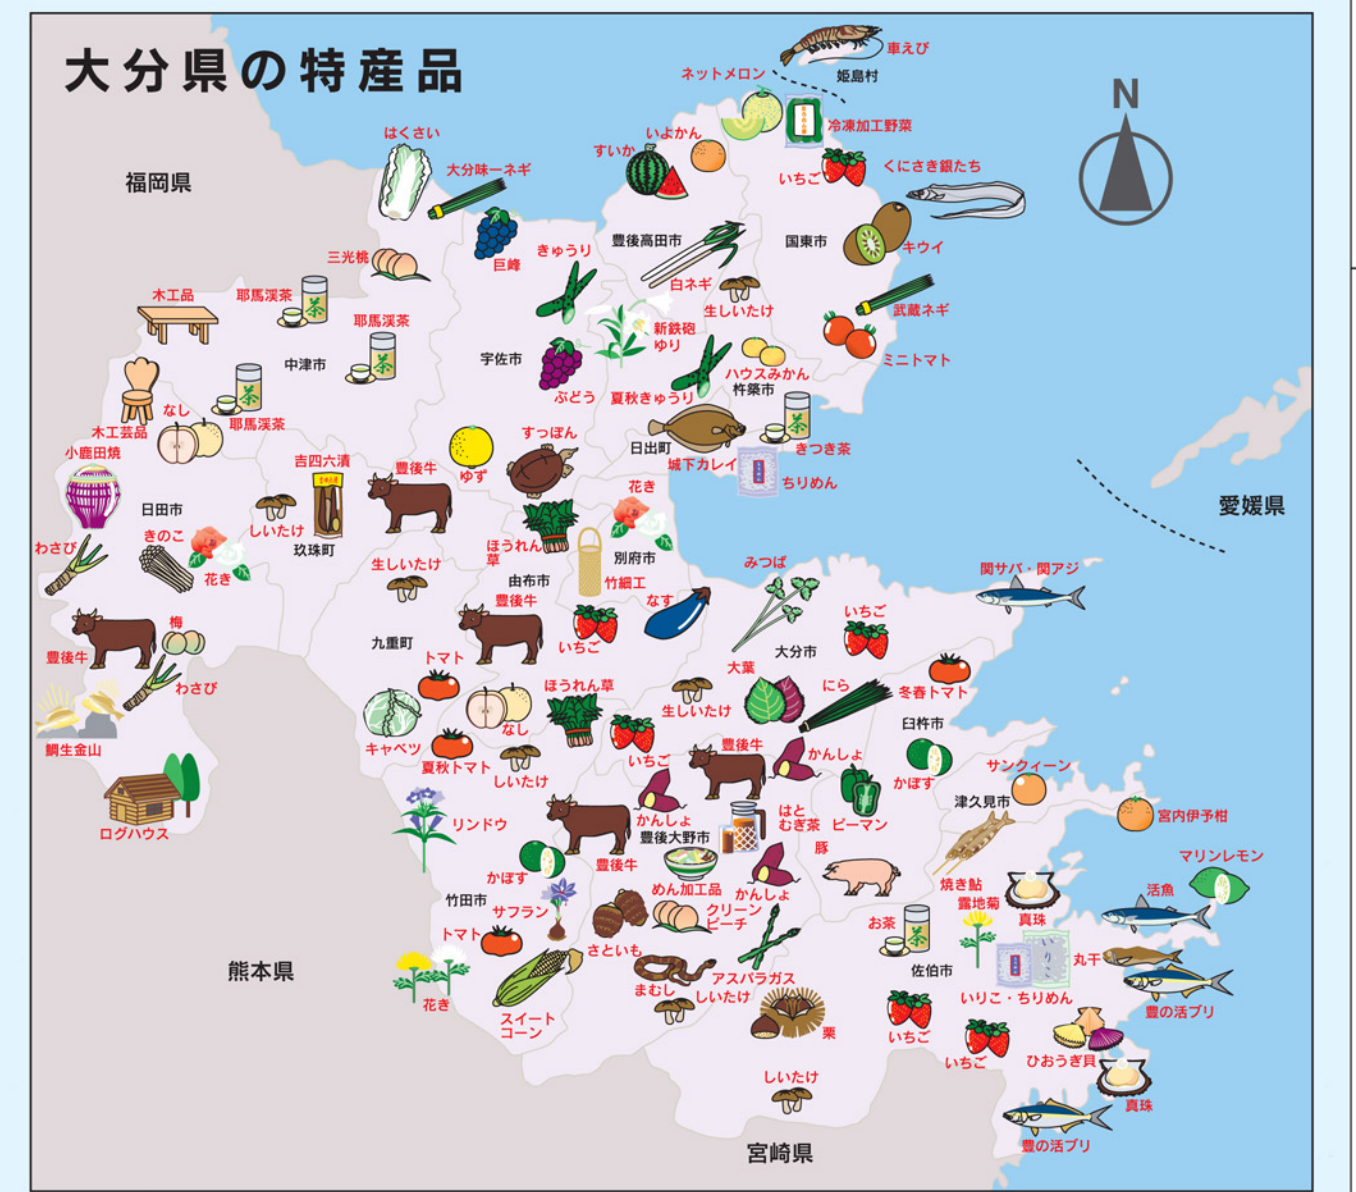 大分県の特産品
N
車えび
姫島村
ネットメロン
冷凍加工野菜
はくさい
いよかん
すいか
大分味一ネギ
いちご
くにさき銀たち
福岡県
豊後高田市
国東市
キウイ
三光桃
巨峰
きゅうり
白ネギ
木工品
耶馬渓茶
生しいたけ
武蔵ネギ
耶馬渓茶
新鉄砲
ゆり
中津市
宇佐市
ミニトマト
ハウスみかん
杵築市
ぶどう
夏秋きゅうり
なし
耶馬渓茶
木工芸品
小鹿田焼
すっぽん
日出町
きつき茶
吉四六漬
豊後牛
ゆず
城下カレイ
ちりめん
花き
日田市
愛媛県
しいたけ
玖珠町
わさび
きのこ
花き
ほうれん
草
別府市
生しいたけ
由布市
竹細工
みつば
関サバ・関アジ
豊後牛
なす
いちご
梅
九重町
いちご
大分市
豊後牛
トマト
大葉
わさび
ほうれん草
にら
冬春トマト
生しいたけ
臼杵市
鯛生金山
キャベツ
なし
夏秋トマト
しいたけ
いちご
豊後牛
かんしょ
かぼす
サンクィーン
ログハウス
リンドウ
かんしょ
豊後大野市
はと
むぎ茶
ピーマン
津久見市
宮内伊予柑
豚
豊後牛
かぼす
めん加工品
かんしょ
焼き鮎
マリンレモン
竹田市
サフラン
クリーン
ピーチ
露地菊
真珠
活魚
お茶
トマト
さといも
丸干
佐伯市
熊本県
まむし
アスパラガス
しいたけ
いりこ・ちりめん
豊の活ブリ
花き
スイート
コーン
栗
いちご
いちご
ひおうぎ貝
しいたけ
真珠
豊の活ブリ
宮崎県